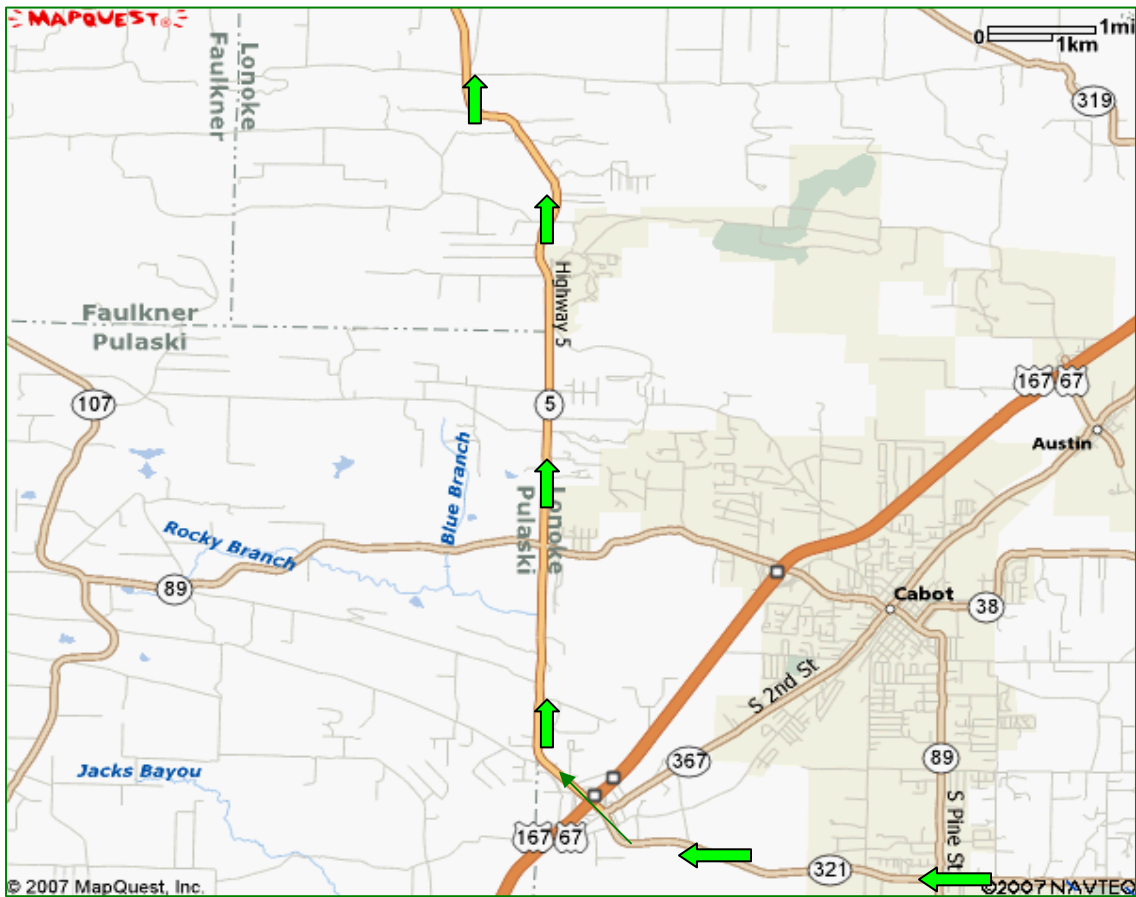 MAPQUEST
0 1mi
1km
319
Lonoke
Faulkner
Highway 5
Faulkner
Pulaski
107
5
167 67
Austin
Blue Branch
Lonoke
Pulaski
Rocky Branch
89
Cabot
38
S 2nd St
367
89
Jacks Bayou
S Pine St
167 67
321
© 2007 MapQuest, Inc.
©2007 NAVTEQ